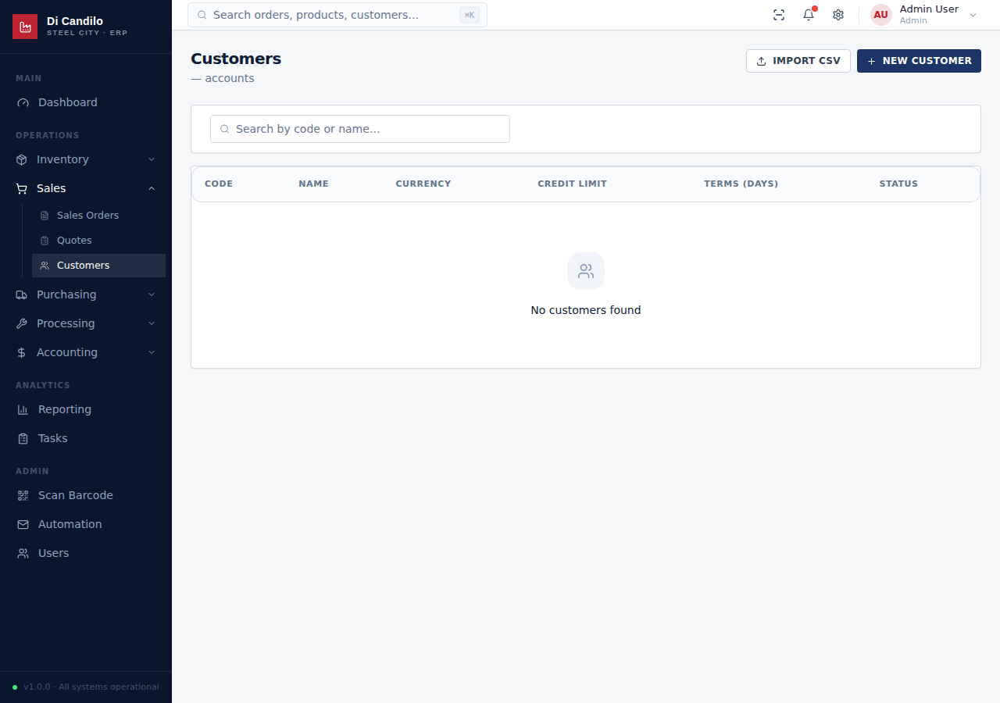 Di Candilo
STEEL CITY · ERP
MAIN
Dashboard
OPERATIONS
Inventory
Sales
Sales Orders
Quotes
Customers
Purchasing
Processing
Accounting
ANALYTICS
Reporting
Tasks
ADMIN
Scan Barcode
Automation
Users
v1.0.0 · All systems operational
Search orders, products, customers...
⌘K
AU
Admin User
Admin
Customers
— accounts
IMPORT CSV
NEW CUSTOMER
Search by code or name...
CODE NAME CURRENCY CREDIT LIMIT TERMS (DAYS) STATUS
No customers found